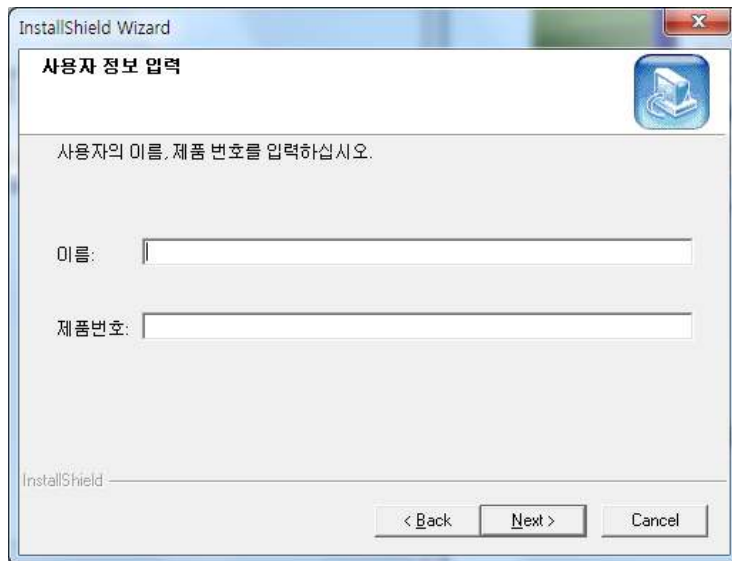 InstallShield Wizard
사용자 정보 입력
사용자의 이름, 제품 번호를 입력하십시오.
이름:
제품번호:
InstallShield
< Back
Next >
Cancel